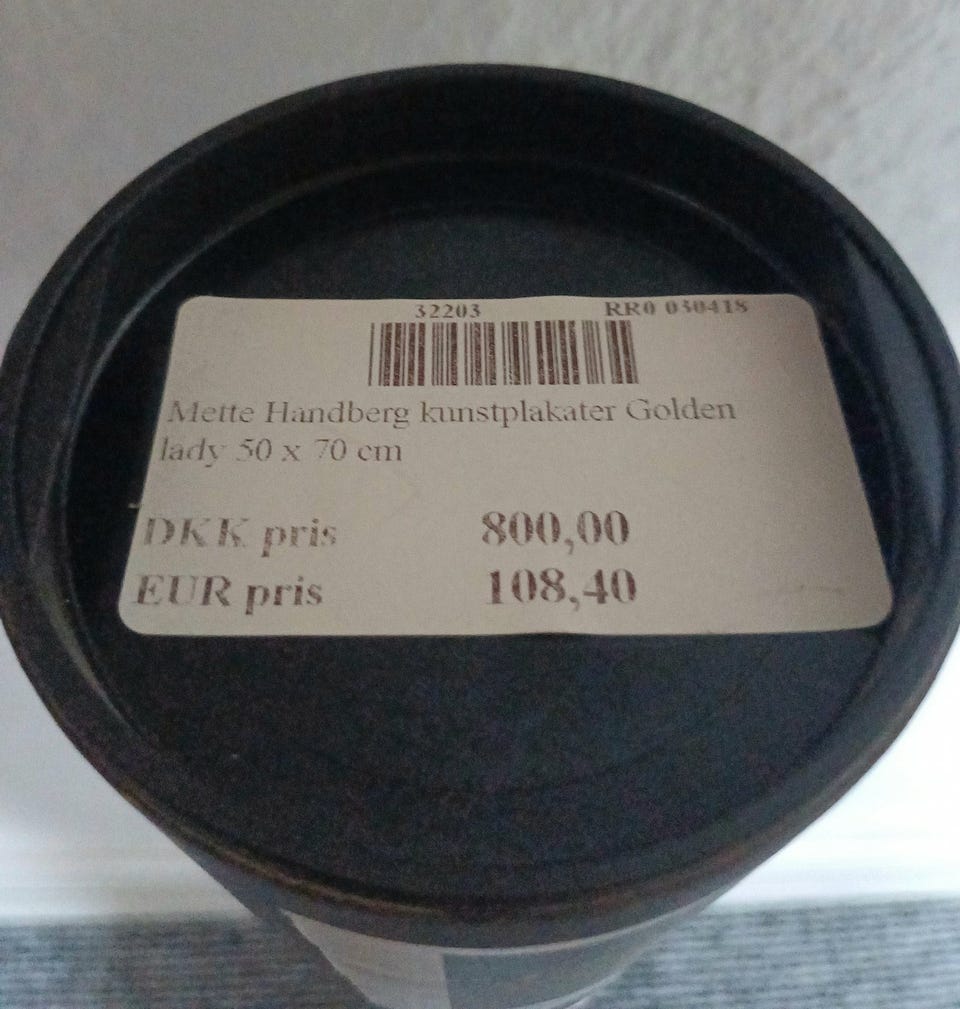 32203 RR0 030418
Mette Handberg kunstplakater Golden
lady 50 x 70 cm
DKK pris 800,00
EUR pris 108,40